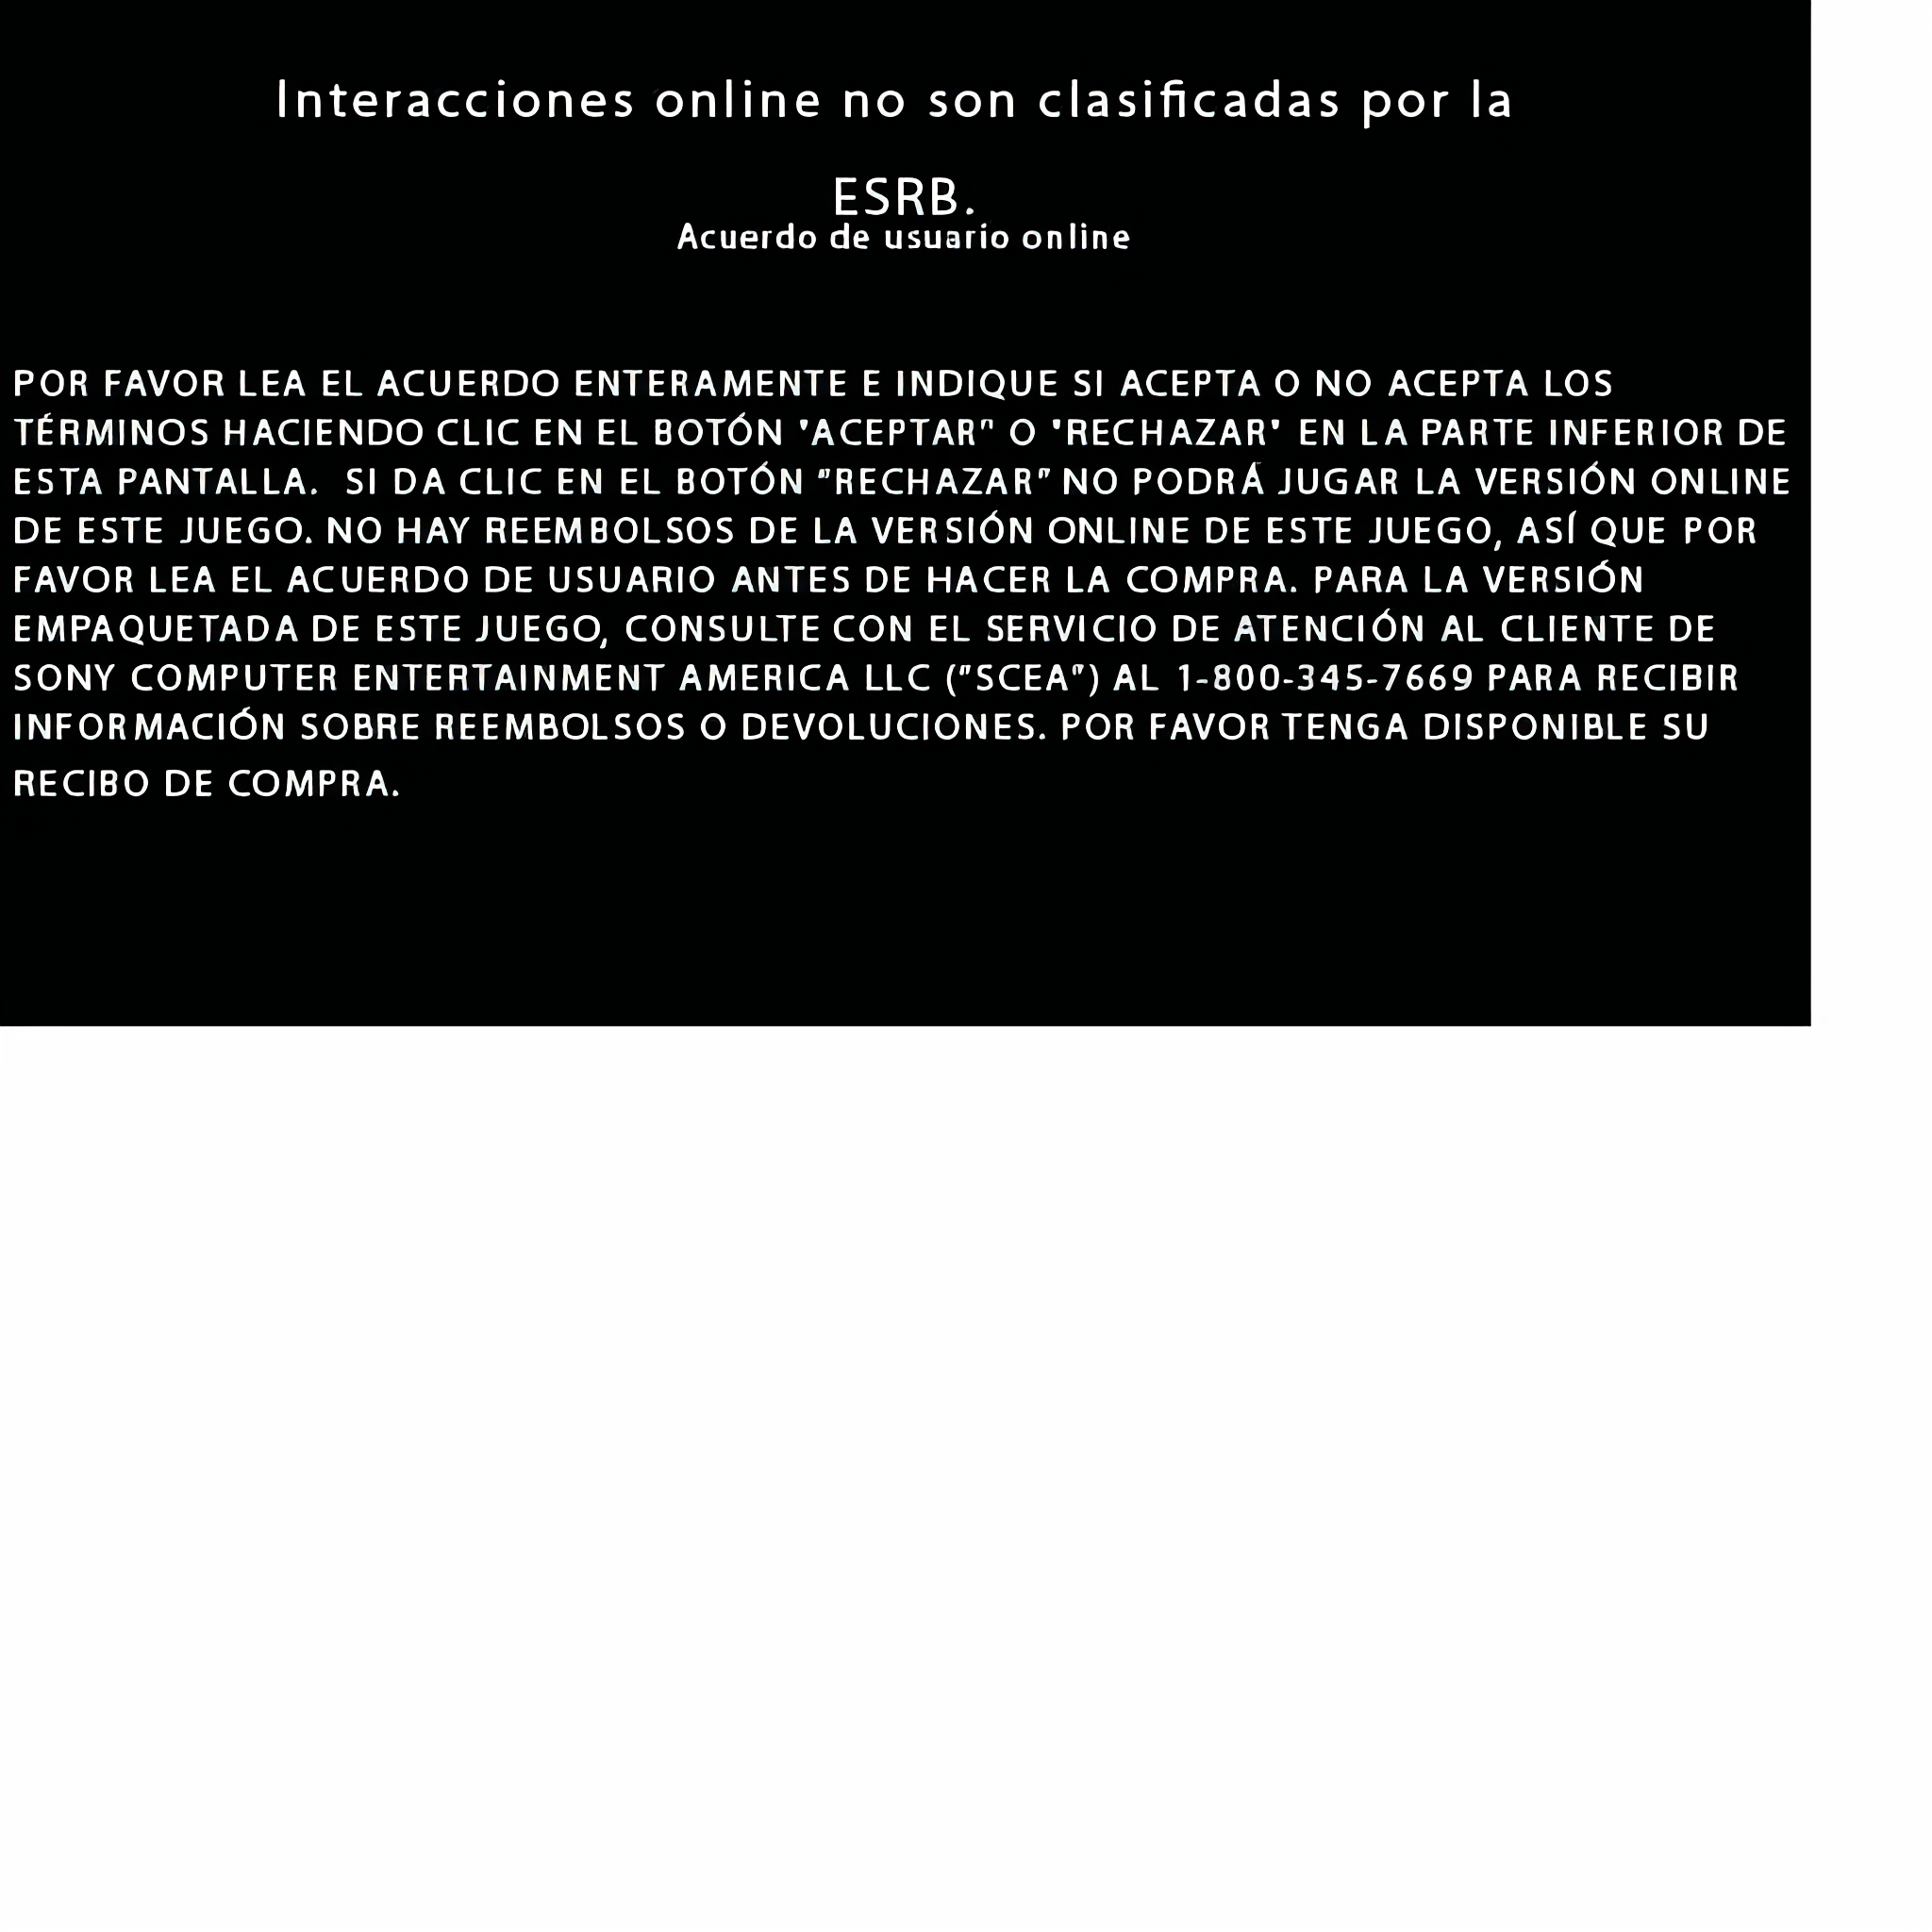 Interacciones online no son clasificadas por la
ESRB.
Acuerdo de usuario online
POR FAVOR LEA EL ACUERDO ENTERAMENTE E INDIQUE SI ACEPTA O NO ACEPTA LOS
TÉRMINOS HACIENDO CLIC EN EL BOTÓN 'ACEPTAR" O 'RECHAZAR' EN LA PARTE INFERIOR DE
ESTA PANTALLA.  SI DA CLIC EN EL BOTÓN "RECHAZAR" NO PODRÁ JUGAR LA VERSIÓN ONLINE
DE ESTE JUEGO. NO HAY REEMBOLSOS DE LA VERSIÓN ONLINE DE ESTE JUEGO, ASÍ QUE POR
FAVOR LEA EL ACUERDO DE USUARIO ANTES DE HACER LA COMPRA. PARA LA VERSIÓN
EMPAQUETADA DE ESTE JUEGO, CONSULTE CON EL SERVICIO DE ATENCIÓN AL CLIENTE DE
SONY COMPUTER ENTERTAINMENT AMERICA LLC ("SCEA") AL 1-800-345-7669 PARA RECIBIR
INFORMACIÓN SOBRE REEMBOLSOS O DEVOLUCIONES. POR FAVOR TENGA DISPONIBLE SU
RECIBO DE COMPRA.